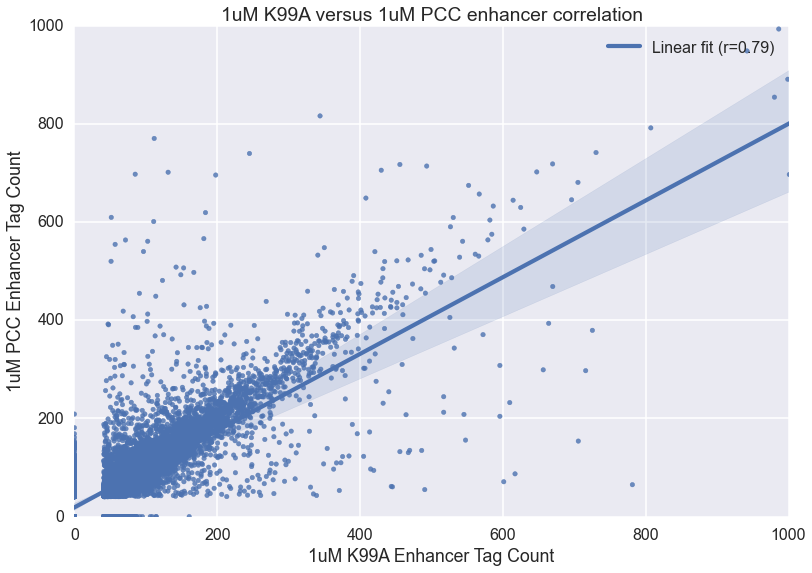 1uM K99A versus 1uM PCC enhancer correlation
Linear fit (r=0.79)
1000
800
600
400
200
0
1uM PCC Enhancer Tag Count
0 200 400 600 800 1000
1uM K99A Enhancer Tag Count